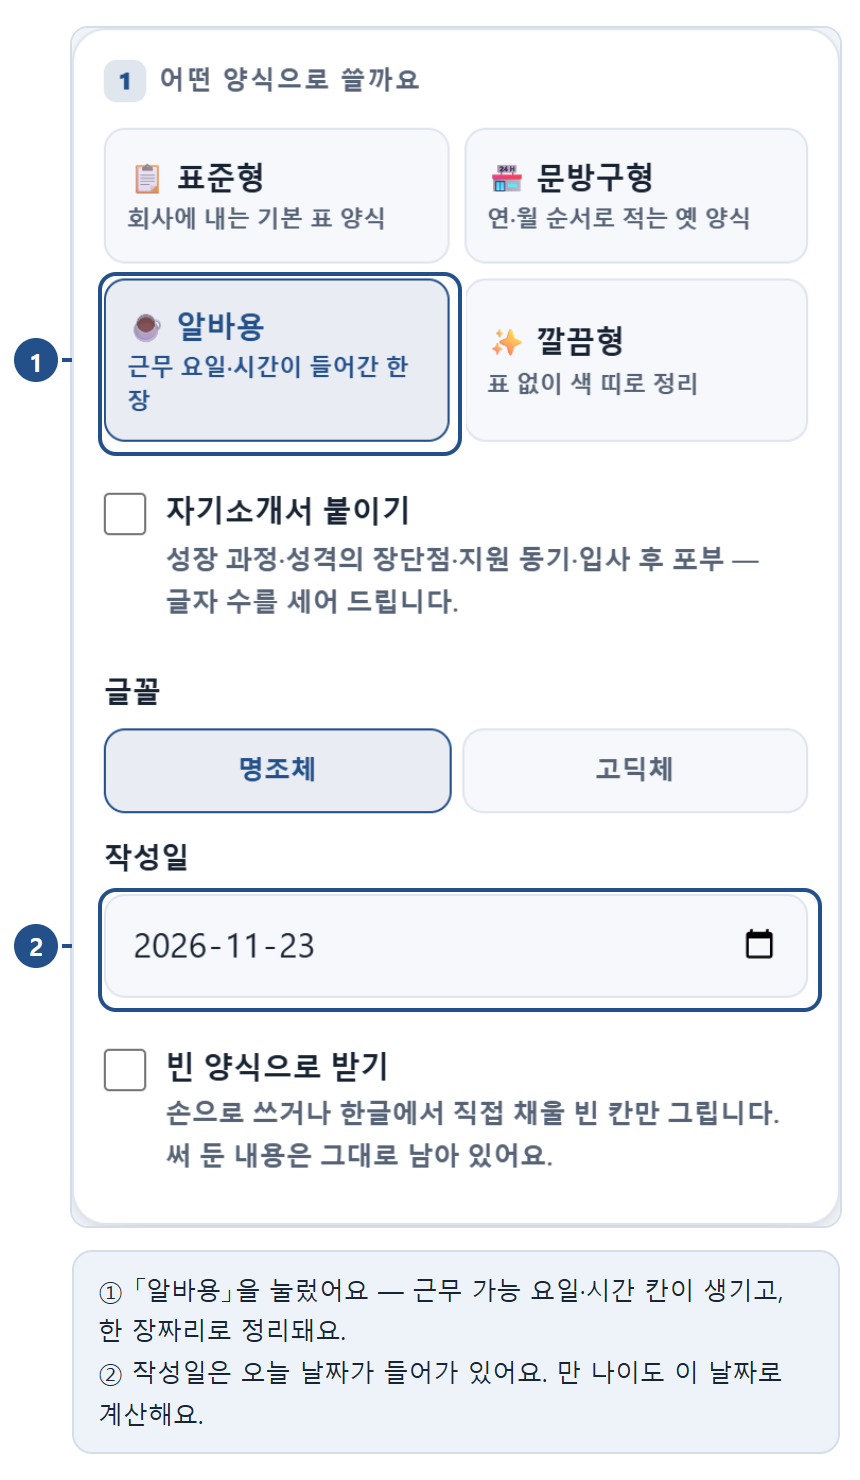 1 어떤 양식으로 쓸까요
📋 표준형
회사에 내는 기본 표 양식
🏪 문방구형
연·월 순서로 적는 옛 양식
1
☕ 알바용
근무 요일·시간이 들어간 한
장
✨ 깔끔형
표 없이 색 띠로 정리
자기소개서 붙이기
성장 과정·성격의 장단점·지원 동기·입사 후 포부 —
글자 수를 세어 드립니다.
글꼴
명조체
고딕체
작성일
2
2026-11-23
빈 양식으로 받기
손으로 쓰거나 한글에서 직접 채울 빈 칸만 그립니다.
써 둔 내용은 그대로 남아 있어요.
① 「알바용」을 눌렀어요 — 근무 가능 요일·시간 칸이 생기고,
한 장짜리로 정리돼요.
② 작성일은 오늘 날짜가 들어가 있어요. 만 나이도 이 날짜로
계산해요.